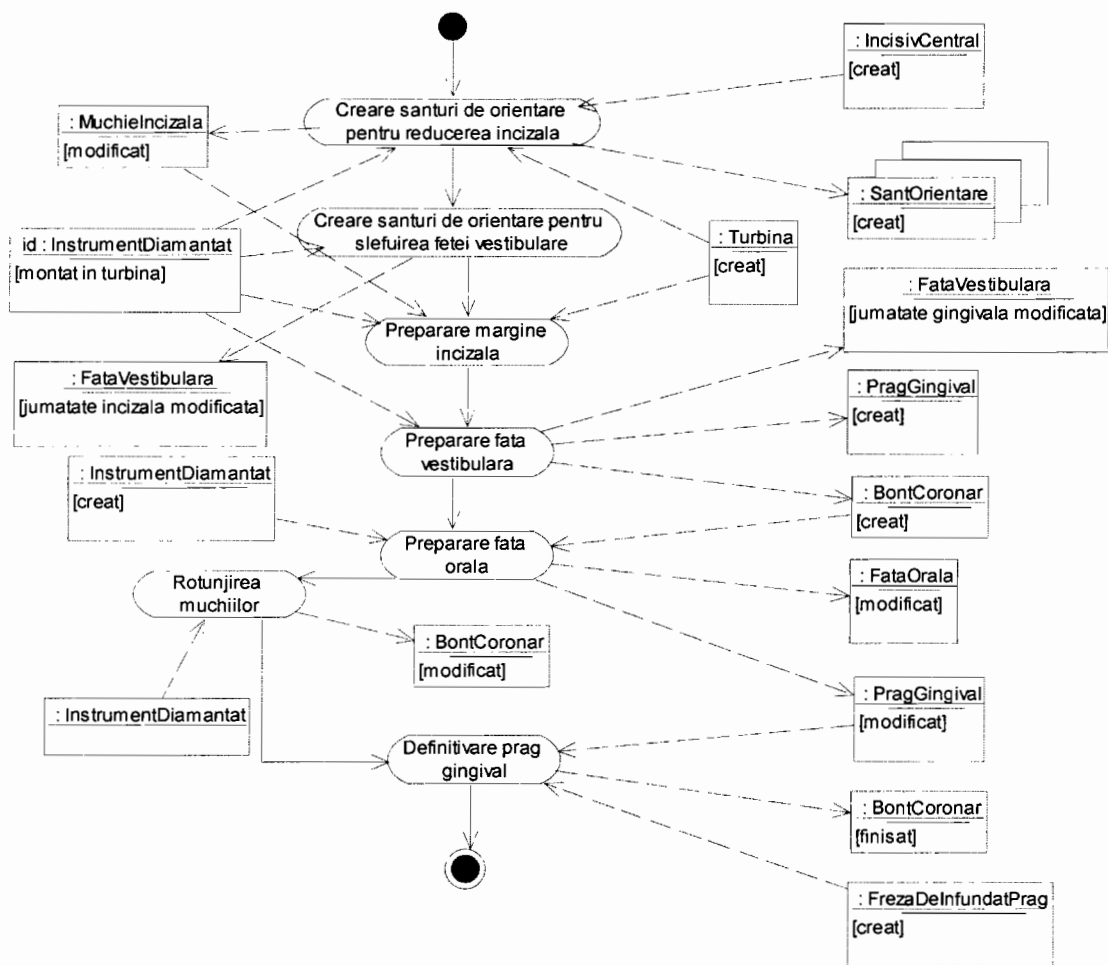 : IncisivCentral
[creat]
Creare santuri de orientare
pentru reducerea incizala
: MuchieIncizala
[modificat]
: SantOrientare
[creat]
Creare santuri de orientare pentru
slefuirea fetei vestibulare
id : InstrumentDiamantat
[montat in turbina]
: Turbina
[creat]
: FataVestibulara
[jumatate gingivala modificata]
Preparare margine
incizala
: FataVestibulara
[jumatate incizala modificata]
: PragGingival
[creat]
Preparare fata
vestibulara
: InstrumentDiamantat
[creat]
: BontCoronar
[creat]
Preparare fata
orala
Rotunjirea
muchiilor
: FataOrala
[modificat]
: BontCoronar
[modificat]
: InstrumentDiamantat
: PragGingival
[modificat]
Definitivare prag
gingival
: BontCoronar
[finisat]
: FrezaDeInfundatPrag
[creat]